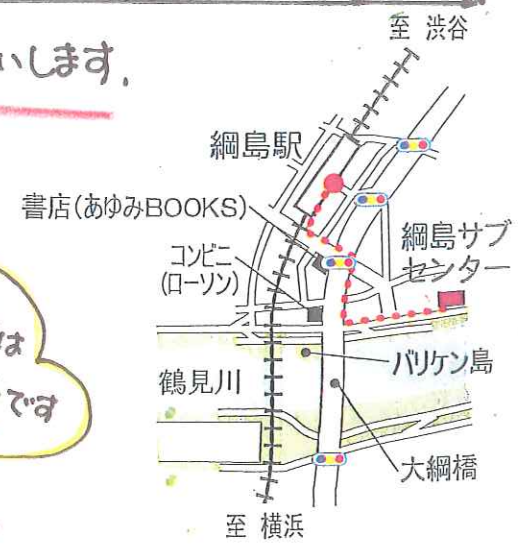 いします。
至 渋谷
綱島駅
書店(あゆみBOOKS)
綱島サブ
センター
コンビニ
(ローソン)
は
です
バリケン島
鶴見川
大綱橋
至 横浜